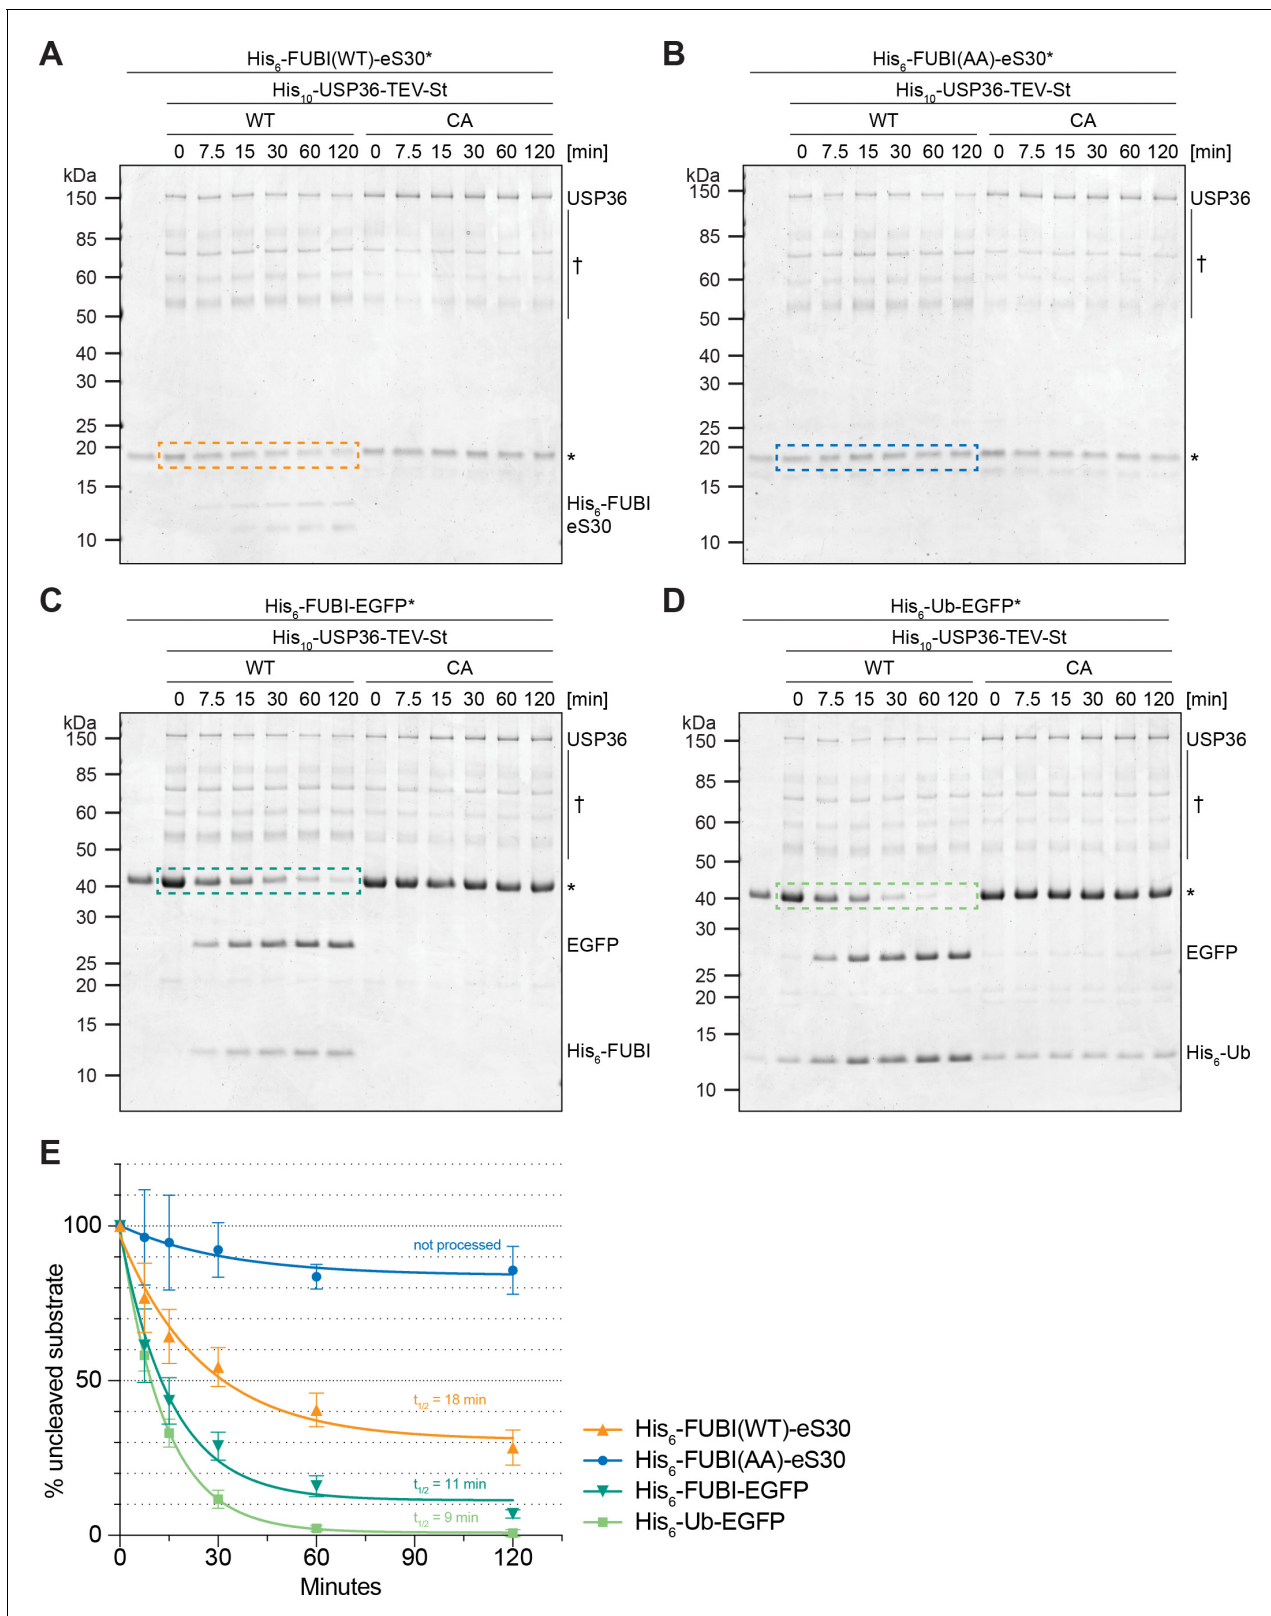 A
His6-FUBI(WT)-eS30*
His10-USP36-TEV-St
WT CA
0 7.5 15 30 60 120 0 7.5 15 30 60 120 [min]
kDa
150
85
60
50
40
30
25
20
15
10
USP36
†
*
His6-FUBI
eS30
B
His6-FUBI(AA)-eS30*
His10-USP36-TEV-St
WT CA
0 7.5 15 30 60 120 0 7.5 15 30 60 120 [min]
kDa
150
85
60
50
40
30
25
20
15
10
USP36
†
*
C
His6-FUBI-EGFP*
His10-USP36-TEV-St
WT CA
0 7.5 15 30 60 120 0 7.5 15 30 60 120 [min]
kDa
150
85
60
50
40
30
25
20
15
10
USP36
†
*
EGFP
His6-FUBI
D
His6-Ub-EGFP*
His10-USP36-TEV-St
WT CA
0 7.5 15 30 60 120 0 7.5 15 30 60 120 [min]
kDa
150
85
60
50
40
30
25
20
15
10
USP36
†
*
EGFP
His6-Ub
E
% uncleaved substrate
100
50
0
not processed
t1/2 = 18 min
t1/2 = 11 min
t1/2 = 9 min
0 30 60 90 120
Minutes
His6-FUBI(WT)-eS30
His6-FUBI(AA)-eS30
His6-FUBI-EGFP
His6-Ub-EGFP